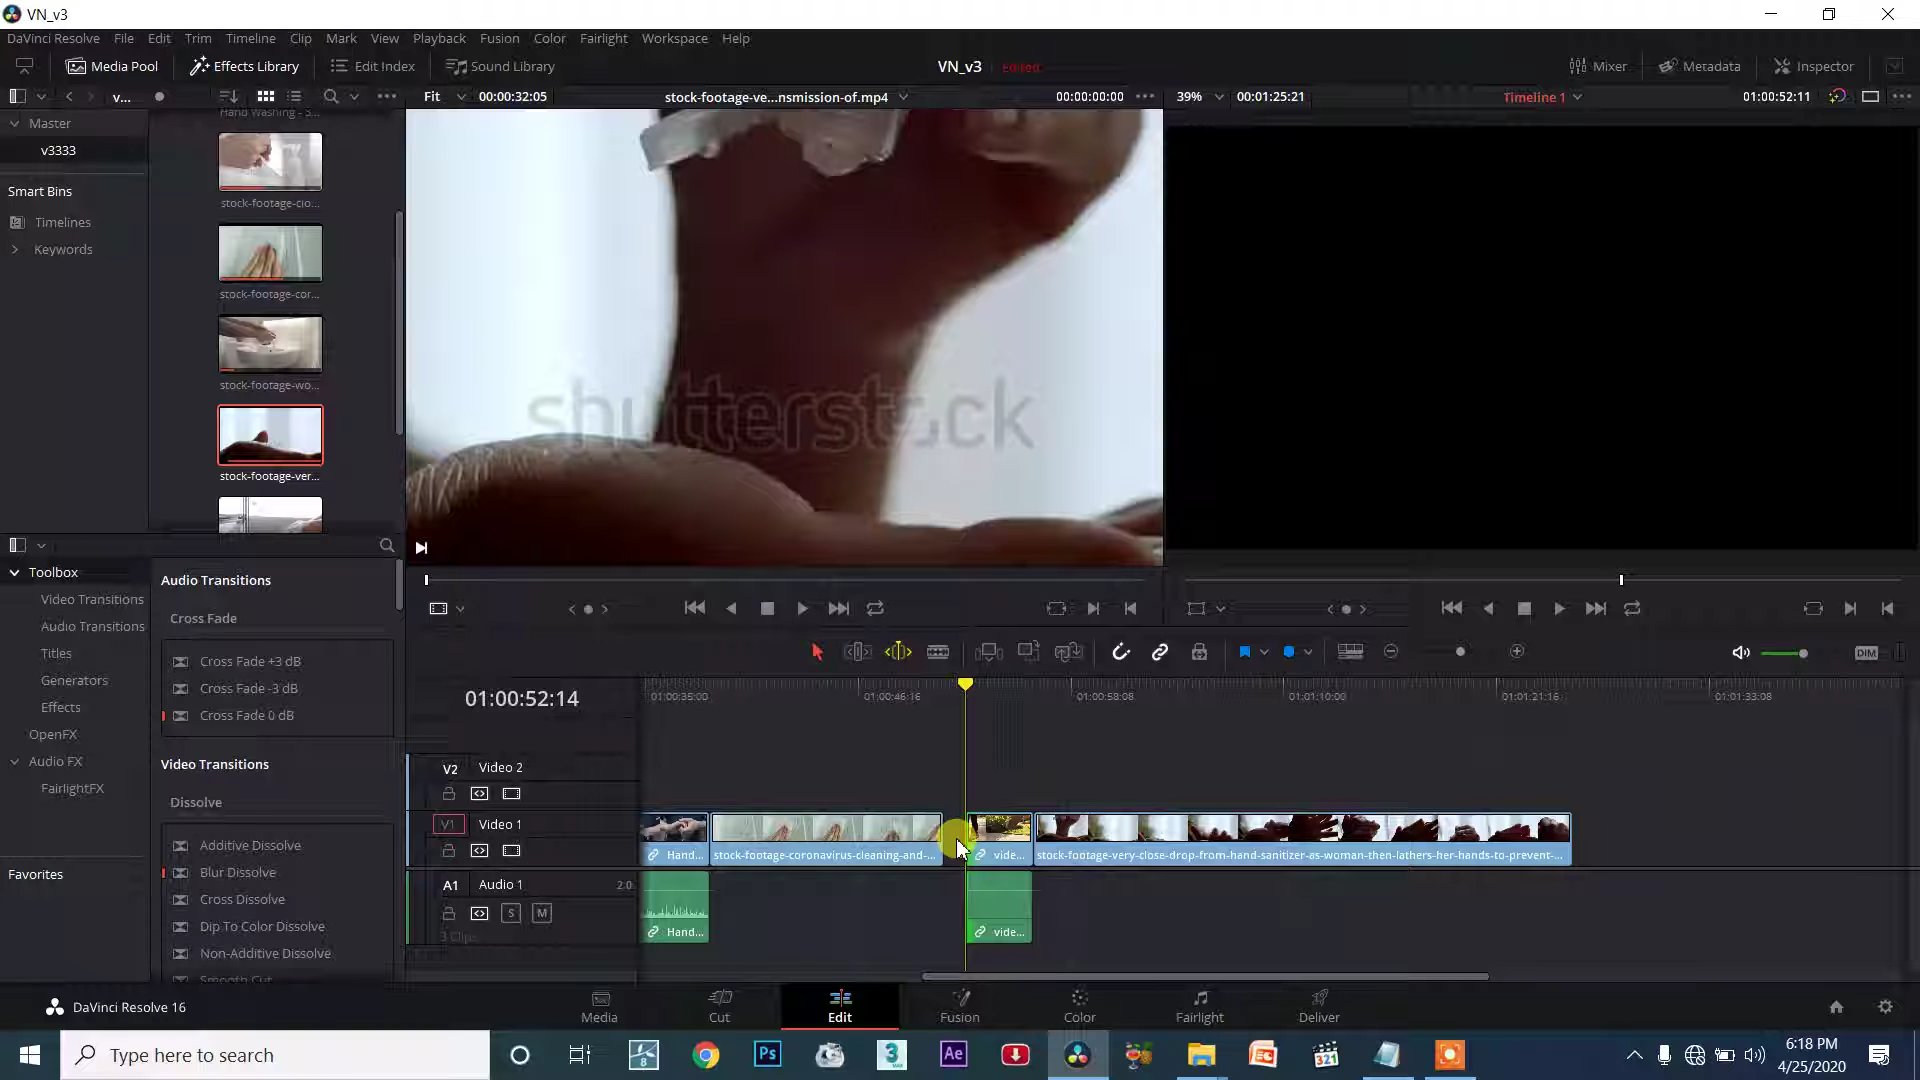 VN_v3
DaVinci Resolve File Edit Trim Timeline Clip Mark View Playback Fusion Color Fairlight Workspace Help
Media Pool Effects Library Edit Index Sound Library VN_v3 Edited Mixer Metadata Inspector
v... Fit 00:00:32:05 stock-footage-ve...nsmission-of.mp4 00:00:00:00 39% 00:01:25:21 Timeline 1 01:00:52:11
Hand Washing - S...
Master
v3333
Smart Bins
Timelines
Keywords
stock-footage-clo...
stock-footage-cor...
stock-footage-wo...
stock-footage-ver...
shutterstock
Toolbox
Video Transitions
Audio Transitions
Titles
Generators
Effects
OpenFX
Audio FX
FairlightFX
Favorites
Audio Transitions
Cross Fade
Cross Fade +3 dB
Cross Fade -3 dB
Cross Fade 0 dB
Video Transitions
Dissolve
Additive Dissolve
Blur Dissolve
Cross Dissolve
Dip To Color Dissolve
Non-Additive Dissolve
Smooth Cut
DIM
01:00:52:14
01:00:35:00 01:00:46:16 01:00:58:08 01:01:10:00 01:01:21:16 01:01:33:08
V2 Video 2
V1 Video 1
Hand... stock-footage-coronavirus-cleaning-and-... vide... stock-footage-very-close-drop-from-hand-sanitizer-as-woman-then-lathers-her-hands-to-prevent-...
A1 Audio 1 2.0
S M
3 Clips
Hand... vide...
DaVinci Resolve 16
Media Cut Edit Fusion Color Fairlight Deliver
Type here to search
8
Ps
3
Ae
321
6:18 PM
4/25/2020